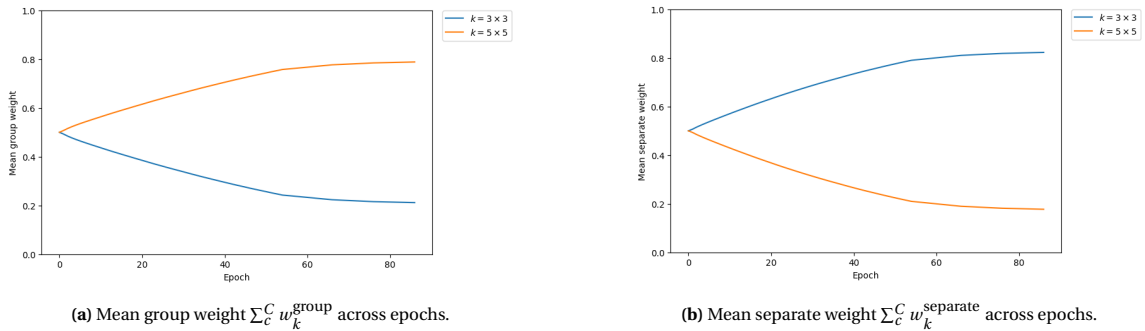 1.0
0.8
0.6
0.4
0.2
0.0
Mean group weight
0
20
40
60
80
Epoch
k = 3 × 3
k = 5 × 5
(a) Mean group weight ∑_c^C w_k^group across epochs.
1.0
0.8
0.6
0.4
0.2
0.0
Mean separate weight
0
20
40
60
80
Epoch
k = 3 × 3
k = 5 × 5
(b) Mean separate weight ∑_c^C w_k^separate across epochs.